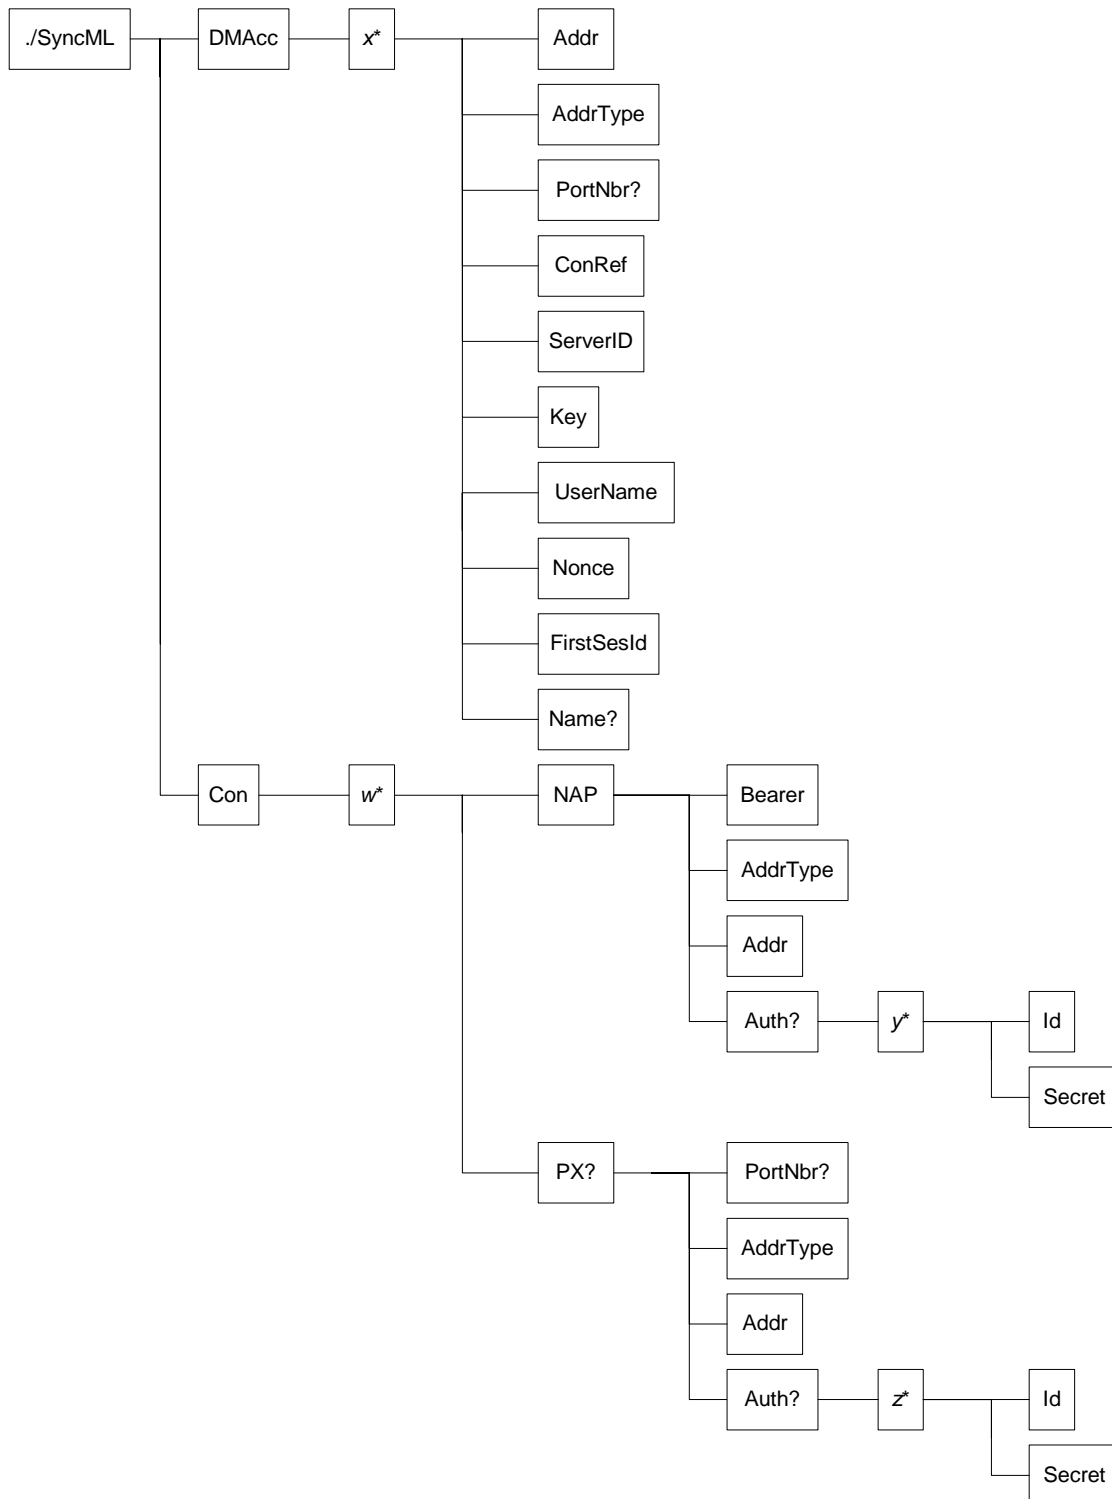 ./SyncML
DMAcc
x*
Addr
AddrType
PortNbr?
ConRef
ServerID
Key
UserName
Nonce
FirstSesId
Name?
Con
w*
NAP
Bearer
AddrType
Addr
Auth?
y*
Id
Secret
PX?
PortNbr?
AddrType
Addr
Auth?
z*
Id
Secret